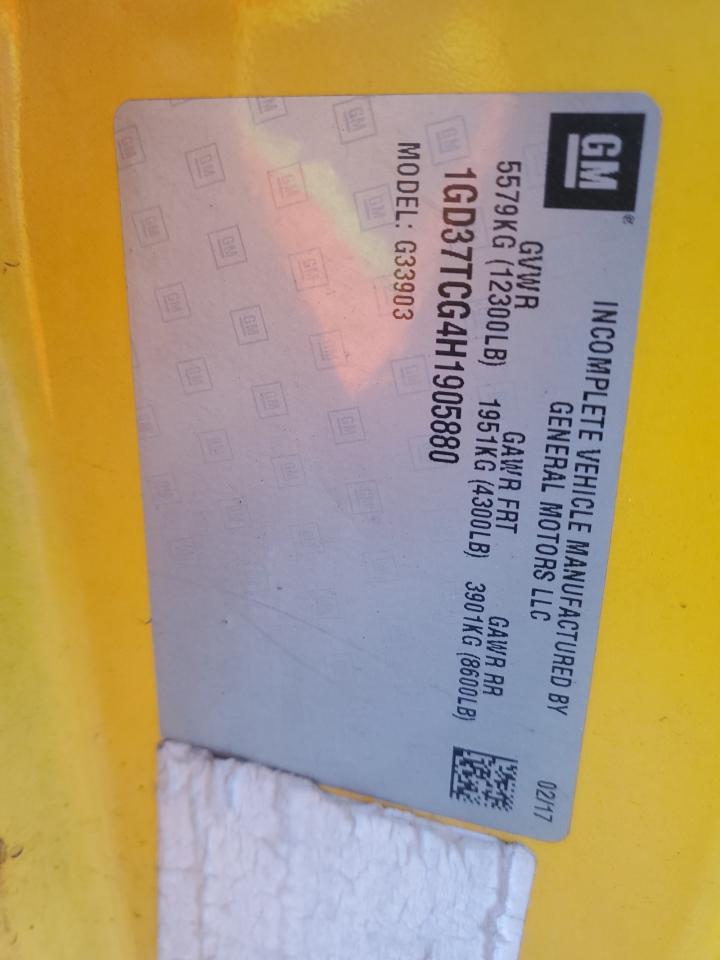 GM®
INCOMPLETE VEHICLE MANUFACTURED BY
GENERAL MOTORS LLC
02/17
GVWR GAWR FRT GAWR RR
5579KG (12300LB) 1951KG (4300LB) 3901KG (8600LB)
1GD37TCG4H1905880
MODEL: G33903